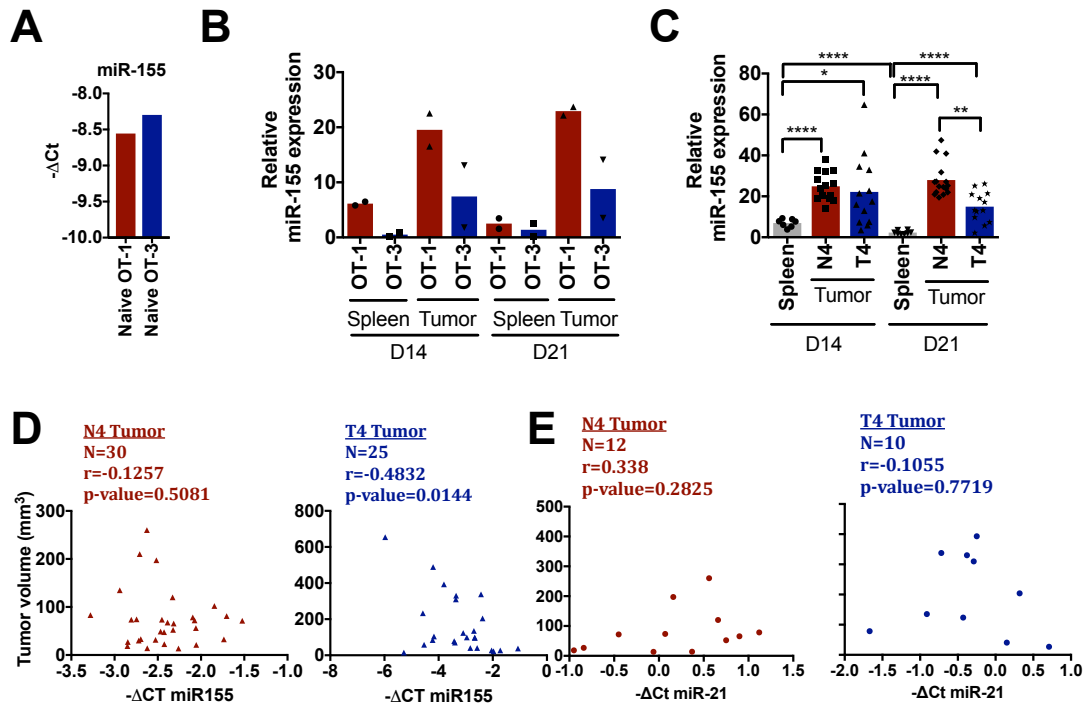 A
miR-155
-ΔCt
-8.0
-8.5
-9.0
-9.5
-10.0
Naive OT-1
Naive OT-3
B
Relative
miR-155 expression
30
20
10
0
OT-1
OT-3
OT-1
OT-3
OT-1
OT-3
OT-1
OT-3
Spleen Tumor Spleen Tumor
D14 D21
C
Relative
miR-155 expression
80
60
40
20
0
****
*
****
****
****
**
Spleen
N4
T4
Spleen
N4
T4
Tumor Tumor
D14 D21
D
N4 Tumor
N=30
r=-0.1257
p-value=0.5081
Tumor volume (mm³)
300
200
100
0
-3.5 -3.0 -2.5 -2.0 -1.5 -1.0
-ΔCT miR155
T4 Tumor
N=25
r=-0.4832
p-value=0.0144
800
600
400
200
0
-6 -4 -2 0
-ΔCT miR155
E
N4 Tumor
N=12
r=0.338
p-value=0.2825
500
400
300
200
100
0
-1.0 -0.5 0.0 0.5 1.0 1.5
-ΔCt miR-21
T4 Tumor
N=10
r=-0.1055
p-value=0.7719
-2.0 -1.5 -1.0 -0.5 0.0 0.5 1.0
-ΔCt miR-21